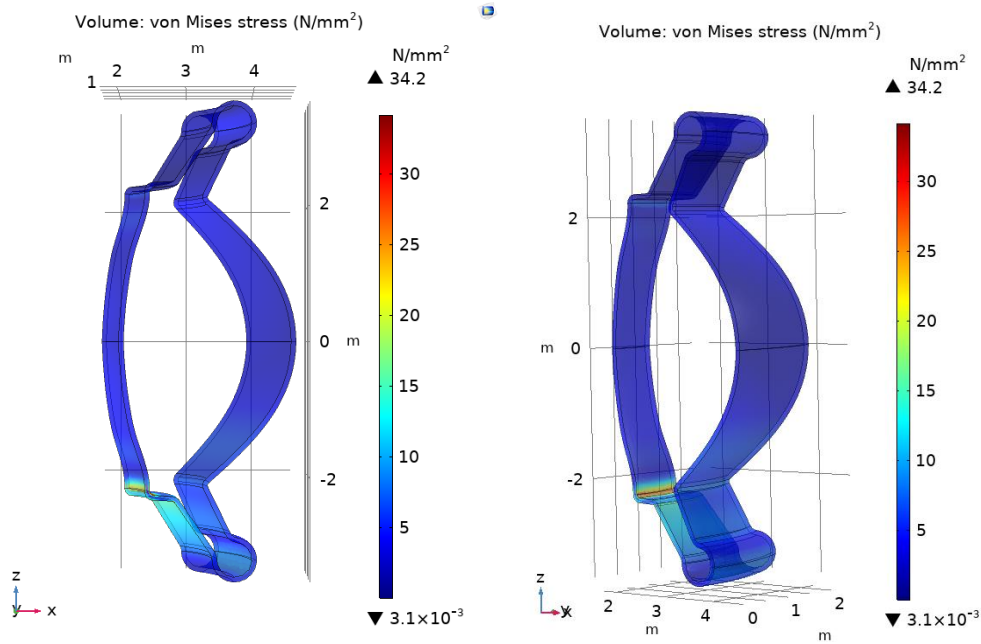 Volume: von Mises stress (N/mm²)
m
m
1 2 3 4
N/mm²
▲ 34.2
30
25
20
15
10
5
▼ 3.1×10⁻³
2
0 m
-2
z
y x
Volume: von Mises stress (N/mm²)
N/mm²
▲ 34.2
30
25
20
15
10
5
▼ 3.1×10⁻³
2
m 0
-2
z
2 3 4 0 1 2
m m